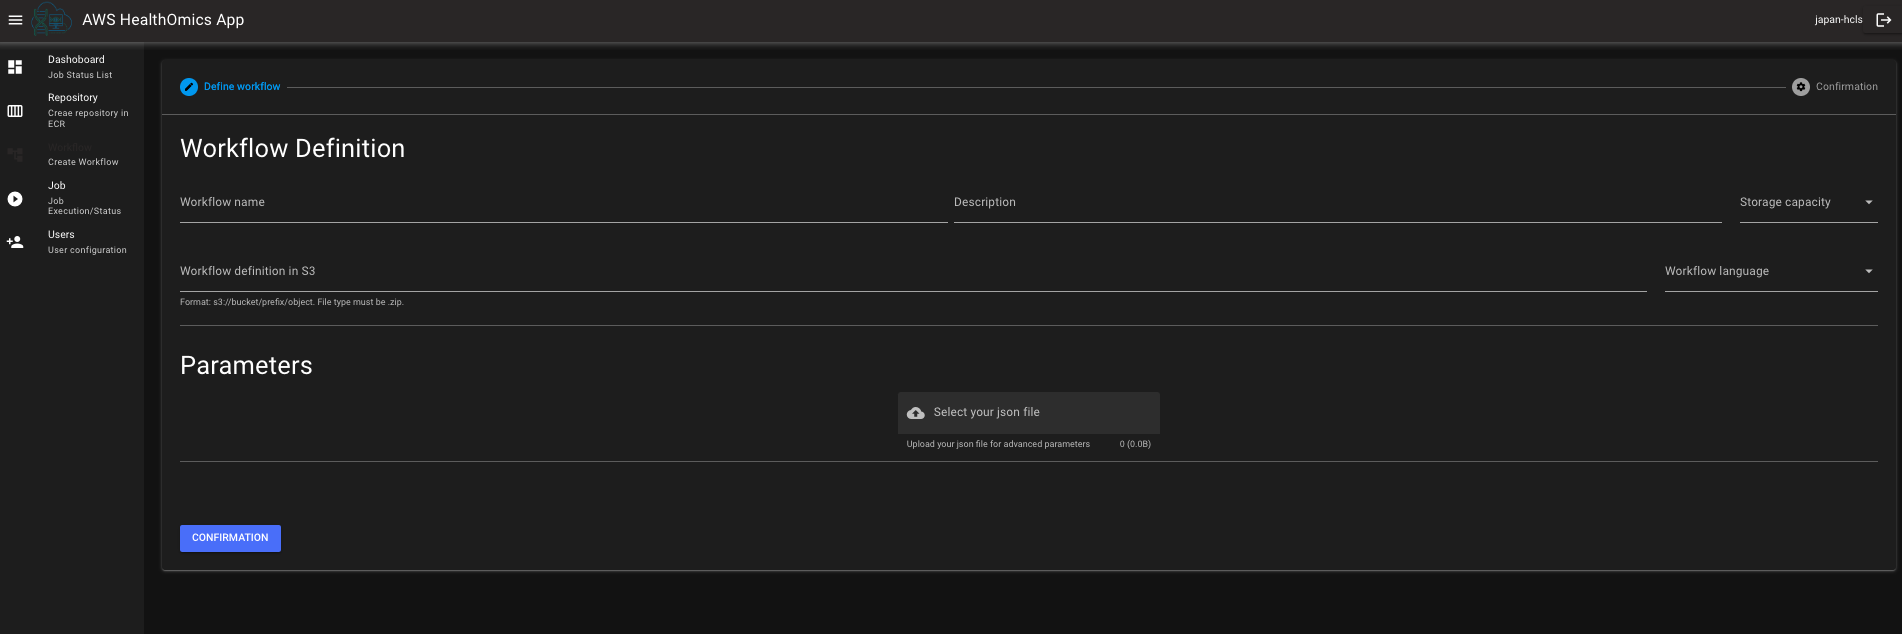 AWS HealthOmics App
japan-hcls
Dashoboard
Job Status List
Repository
Creae repository in
ECR
Workflow
Create Workflow
Job
Job
Execution/Status
Users
User configuration
Define workflow
Confirmation
Workflow Definition
Workflow name
Description
Storage capacity
Workflow definition in S3
Workflow language
Format: s3://bucket/prefix/object. File type must be .zip.
Parameters
Select your json file
Upload your json file for advanced parameters
0 (0.0B)
CONFIRMATION